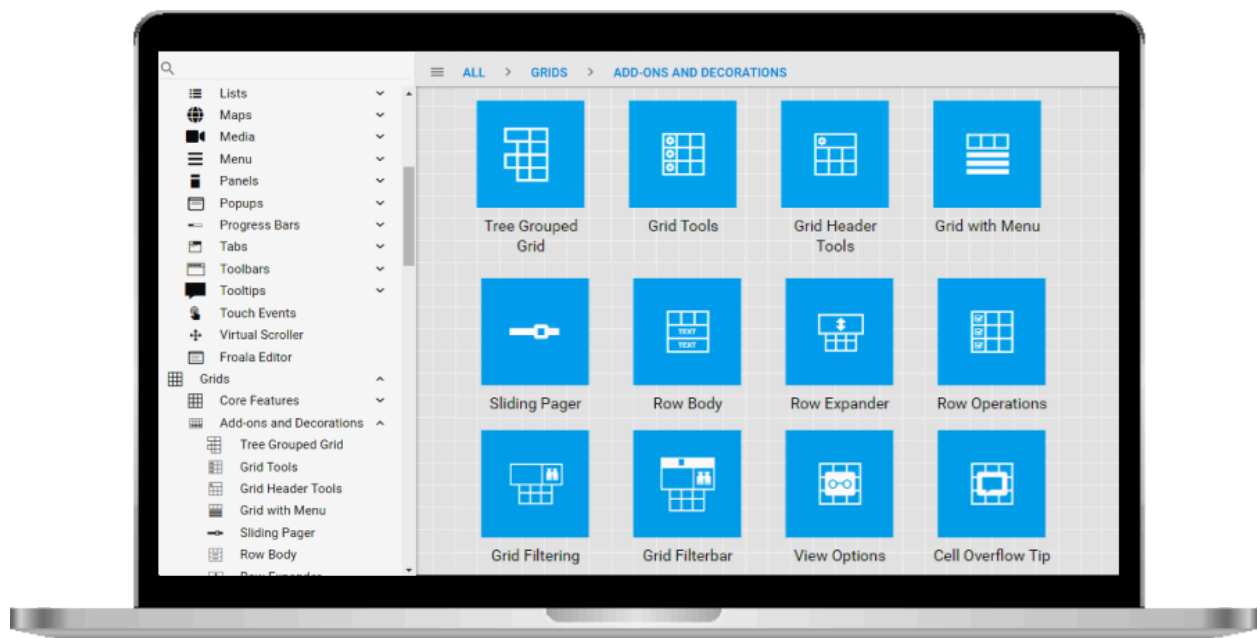 ALL > GRIDS > ADD-ONS AND DECORATIONS
Lists
Maps
Media
Menu
Panels
Popups
Progress Bars
Tabs
Toolbars
Tooltips
Touch Events
Virtual Scroller
Froala Editor
Grids
Core Features
Add-ons and Decorations
Tree Grouped Grid
Grid Tools
Grid Header Tools
Grid with Menu
Sliding Pager
Row Body
Row Expander
Tree Grouped
Grid
Grid Tools
Grid Header
Tools
Grid with Menu
TEXT
TEXT
Sliding Pager
Row Body
Row Expander
Row Operations
Grid Filtering
Grid Filterbar
View Options
Cell Overflow Tip